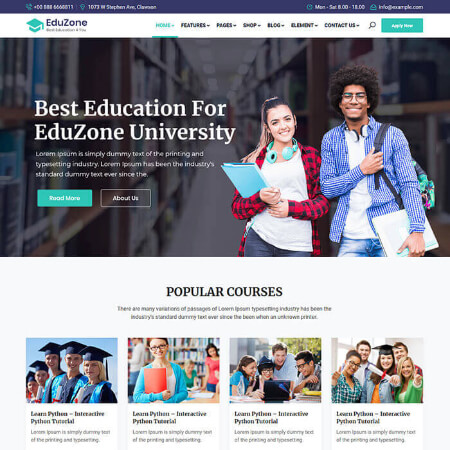 +00 888 6668811
1073 W Stephen Ave, Clawson
Mon - Sat 8.00 - 18.00
info@example.com
EduZone
Best Education 4 You
HOME FEATURES PAGES SHOP BLOG ELEMENT CONTACT US
Apply Now
Best Education For
EduZone University
Lorem Ipsum is simply dummy text of the printing and
typesetting industry. Lorem Ipsum has been the industry's
standard dummy text ever since the.
Read More
About Us
POPULAR COURSES
There are many variations of passages of Lorem Ipsum typesetting industry has been the
industry's standard dummy text ever since the when an unknown printer.
Learn Python – Interactive
Python Tutorial
Lorem Ipsum is simply dummy text
of the printing and typesetting.
Learn Python – Interactive
Python Tutorial
Lorem Ipsum is simply dummy text
of the printing and typesetting.
Learn Python – Interactive
Python Tutorial
Lorem Ipsum is simply dummy text
of the printing and typesetting.
Learn Python – Interactive
Python Tutorial
Lorem Ipsum is simply dummy text
of the printing and typesetting.